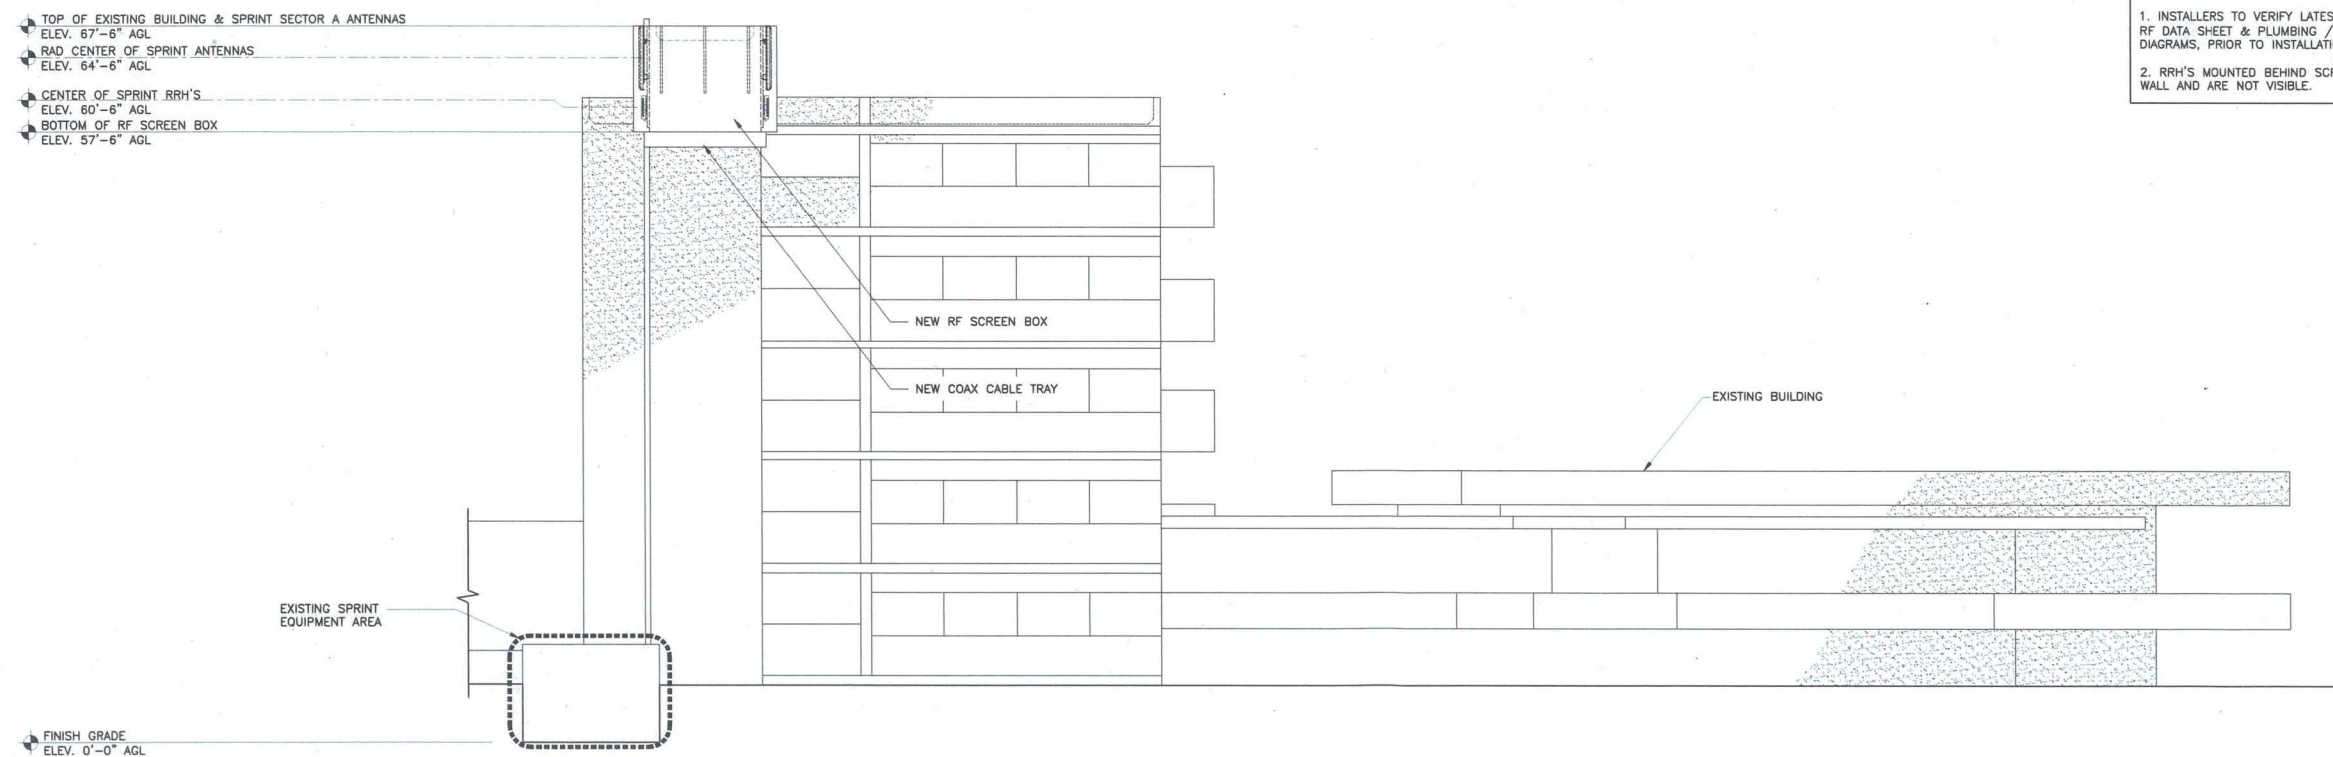 TOP OF EXISTING BUILDING & SPRINT SECTOR A ANTENNAS
ELEV. 67'-6" AGL
RAD CENTER OF SPRINT ANTENNAS
ELEV. 64'-6" AGL
CENTER OF SPRINT RRH'S
ELEV. 60'-6" AGL
BOTTOM OF RF SCREEN BOX
ELEV. 57'-6" AGL
1. INSTALLERS TO VERIFY LATES
RF DATA SHEET & PLUMBING /
DIAGRAMS, PRIOR TO INSTALLATI
2. RRH'S MOUNTED BEHIND SCR
WALL AND ARE NOT VISIBLE.
NEW RF SCREEN BOX
NEW COAX CABLE TRAY
EXISTING BUILDING
EXISTING SPRINT
EQUIPMENT AREA
FINISH GRADE
ELEV. 0'-0" AGL